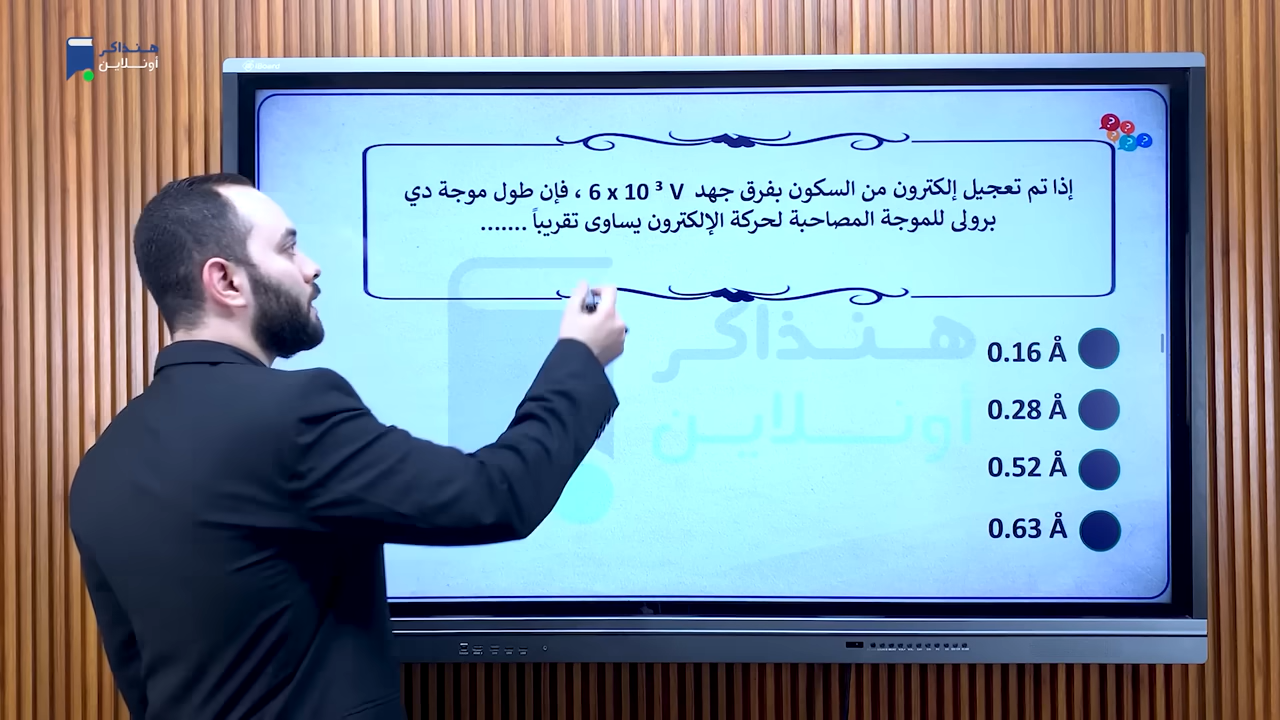 هنذاكر
أونلاين
إذا تم تعجيل إلكترون من السكون بفرق جهد 6 x 10 ³ V ، فإن طول موجة دي
برولى للموجة المصاحبة لحركة الإلكترون يساوى تقريباً .......
هنذاكر
أونلاين
0.16 Å
0.28 Å
0.52 Å
0.63 Å